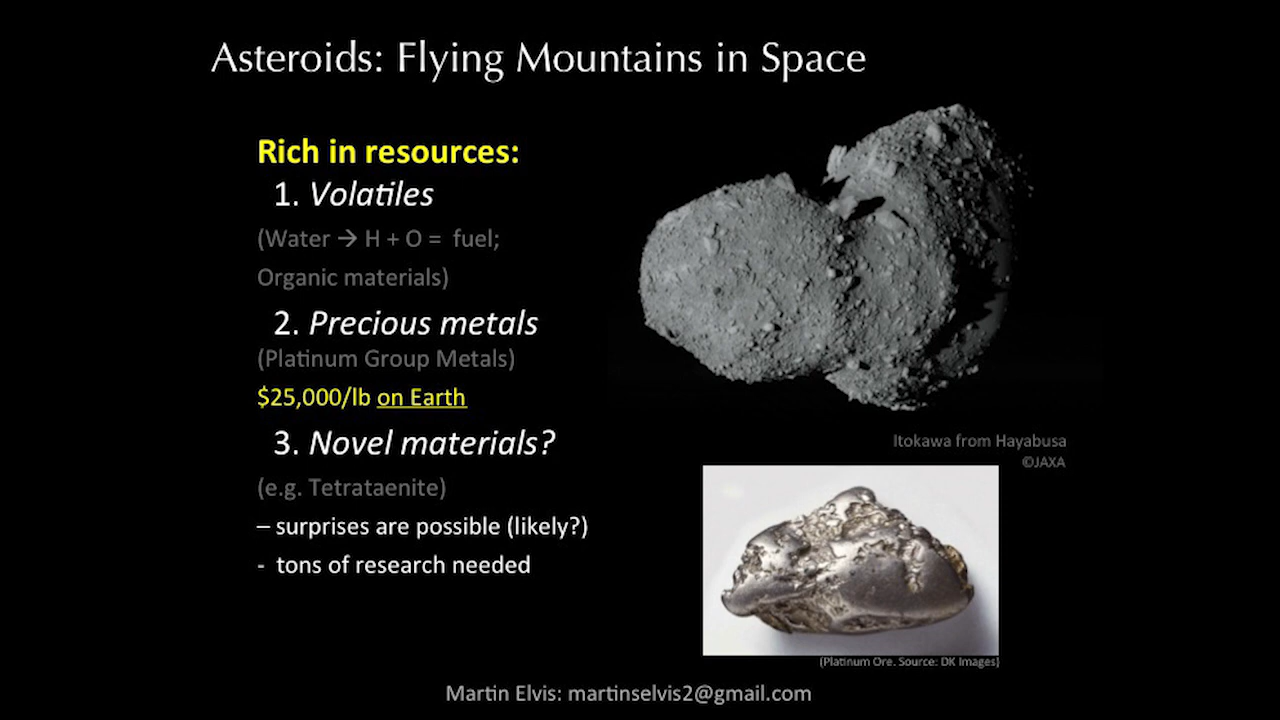 Asteroids: Flying Mountains in Space
Rich in resources:
1. Volatiles
(Water → H + O = fuel;
Organic materials)
2. Precious metals
(Platinum Group Metals)
$25,000/lb on Earth
3. Novel materials?
(e.g. Tetrataenite)
– surprises are possible (likely?)
- tons of research needed
Itokawa from Hayabusa
©JAXA
(Platinum Ore. Source: DK Images)
Martin Elvis: martinselvis2@gmail.com